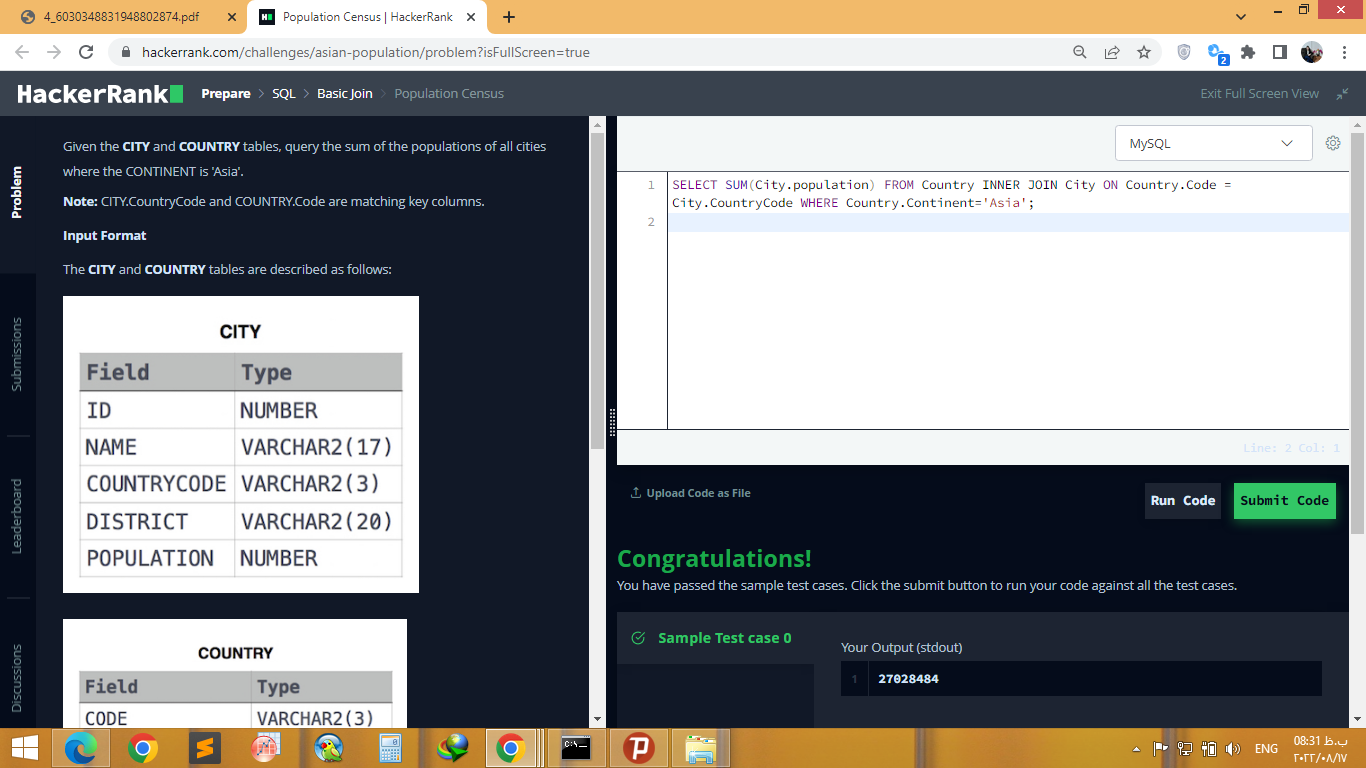 4_6030348831948802874.pdf
Population Census | HackerRank
hackerrank.com/challenges/asian-population/problem?isFullScreen=true
2
HackerRank
Prepare > SQL > Basic Join > Population Census
Exit Full Screen View
Problem
Submissions
Leaderboard
Discussions
Given the CITY and COUNTRY tables, query the sum of the populations of all cities
where the CONTINENT is 'Asia'.
Note: CITY.CountryCode and COUNTRY.Code are matching key columns.
Input Format
The CITY and COUNTRY tables are described as follows:
CITY
Field Type
ID NUMBER
NAME VARCHAR2(17)
COUNTRYCODE VARCHAR2(3)
DISTRICT VARCHAR2(20)
POPULATION NUMBER
COUNTRY
Field Type
CODE VARCHAR2(3)
MySQL
1 SELECT SUM(City.population) FROM Country INNER JOIN City ON Country.Code =
City.CountryCode WHERE Country.Continent='Asia';
2
Line: 2 Col: 1
Upload Code as File
Run Code
Submit Code
Congratulations!
You have passed the sample test cases. Click the submit button to run your code against all the test cases.
Sample Test case 0
Your Output (stdout)
1 27028484
C:\_
ENG
08:31 ب.ظ
٢٠٢٢/٠٨/١٧